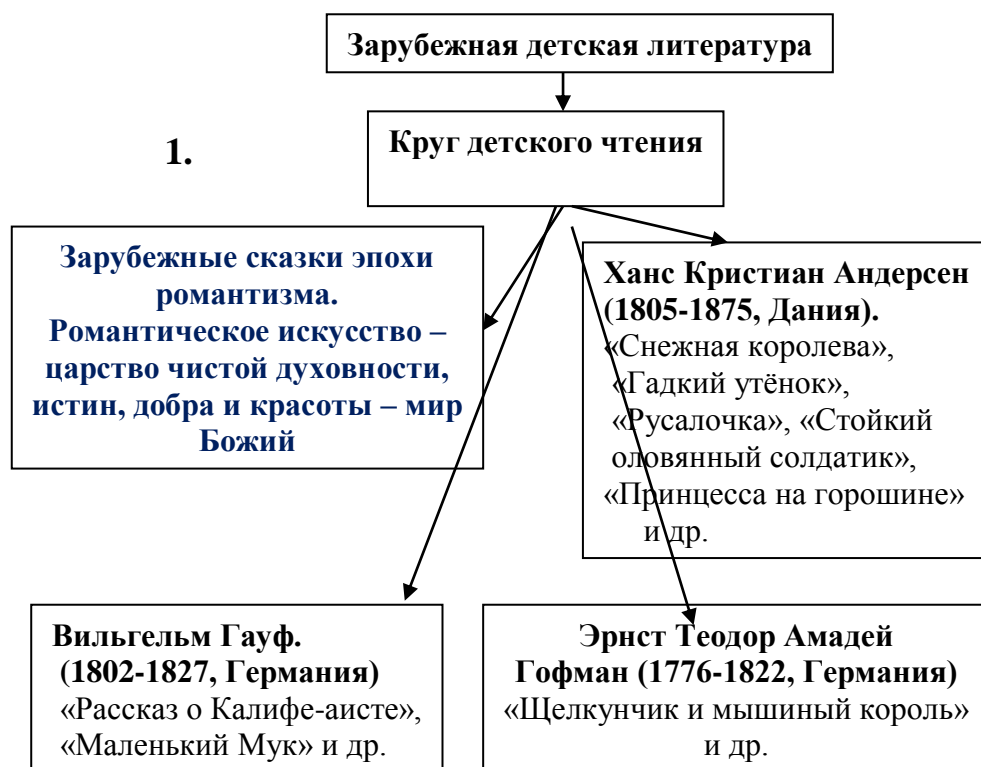 Зарубежная детская литература
Круг детского чтения
1.
Зарубежные сказки эпохи
романтизма.
Романтическое искусство –
царство чистой духовности,
истин, добра и красоты – мир
Божий
Ханс Кристиан Андерсен
(1805-1875, Дания).
«Снежная королева»,
«Гадкий утёнок»,
«Русалочка», «Стойкий
оловянный солдатик»,
«Принцесса на горошине»
и др.
Вильгельм Гауф.
(1802-1827, Германия)
«Рассказ о Калифе-аисте»,
«Маленький Мук» и др.
Эрнст Теодор Амадей
Гофман (1776-1822, Германия)
«Щелкунчик и мышиный король»
и др.